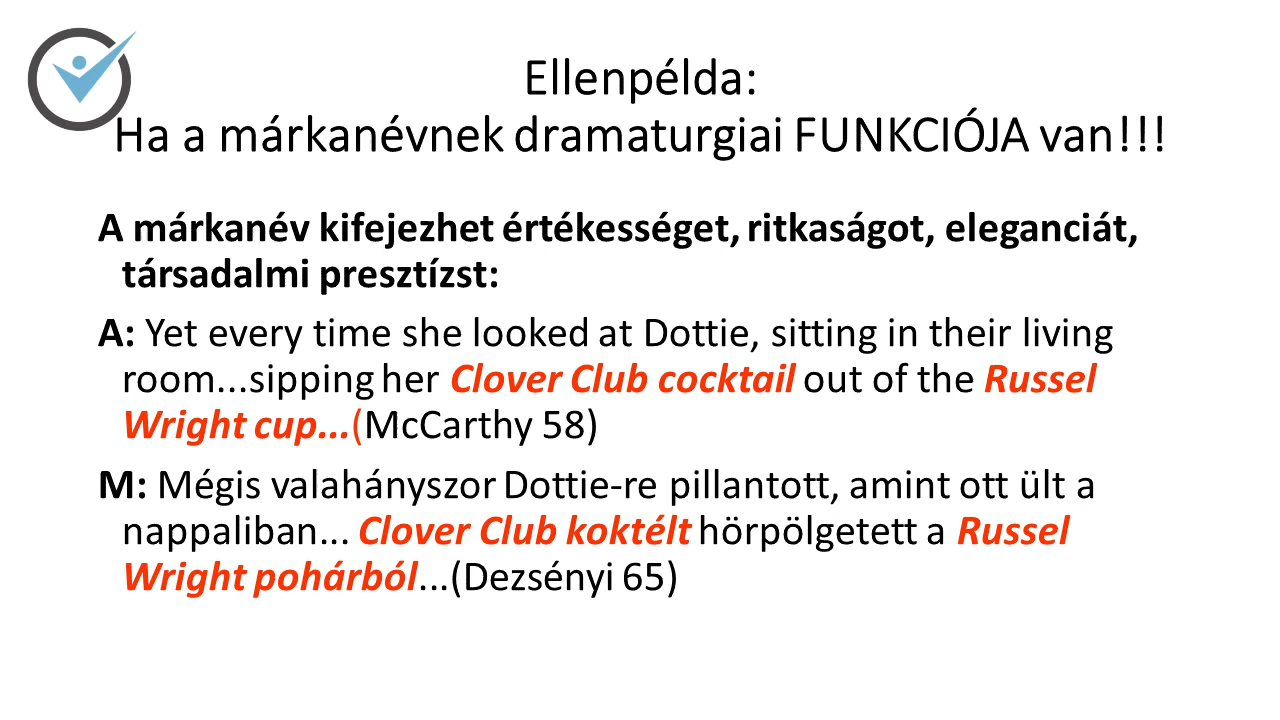 Ellenpélda:
Ha a márkanévnek dramaturgiai FUNKCIÓJA van!!!
A márkanév kifejezhet értékességet, ritkaságot, eleganciát,
társadalmi presztízst:
A: Yet every time she looked at Dottie, sitting in their living
room...sipping her Clover Club cocktail out of the Russel
Wright cup...(McCarthy 58)
M: Mégis valahányszor Dottie-re pillantott, amint ott ült a
nappaliban... Clover Club koktélt hörpölgetett a Russel
Wright pohárból...(Dezsényi 65)